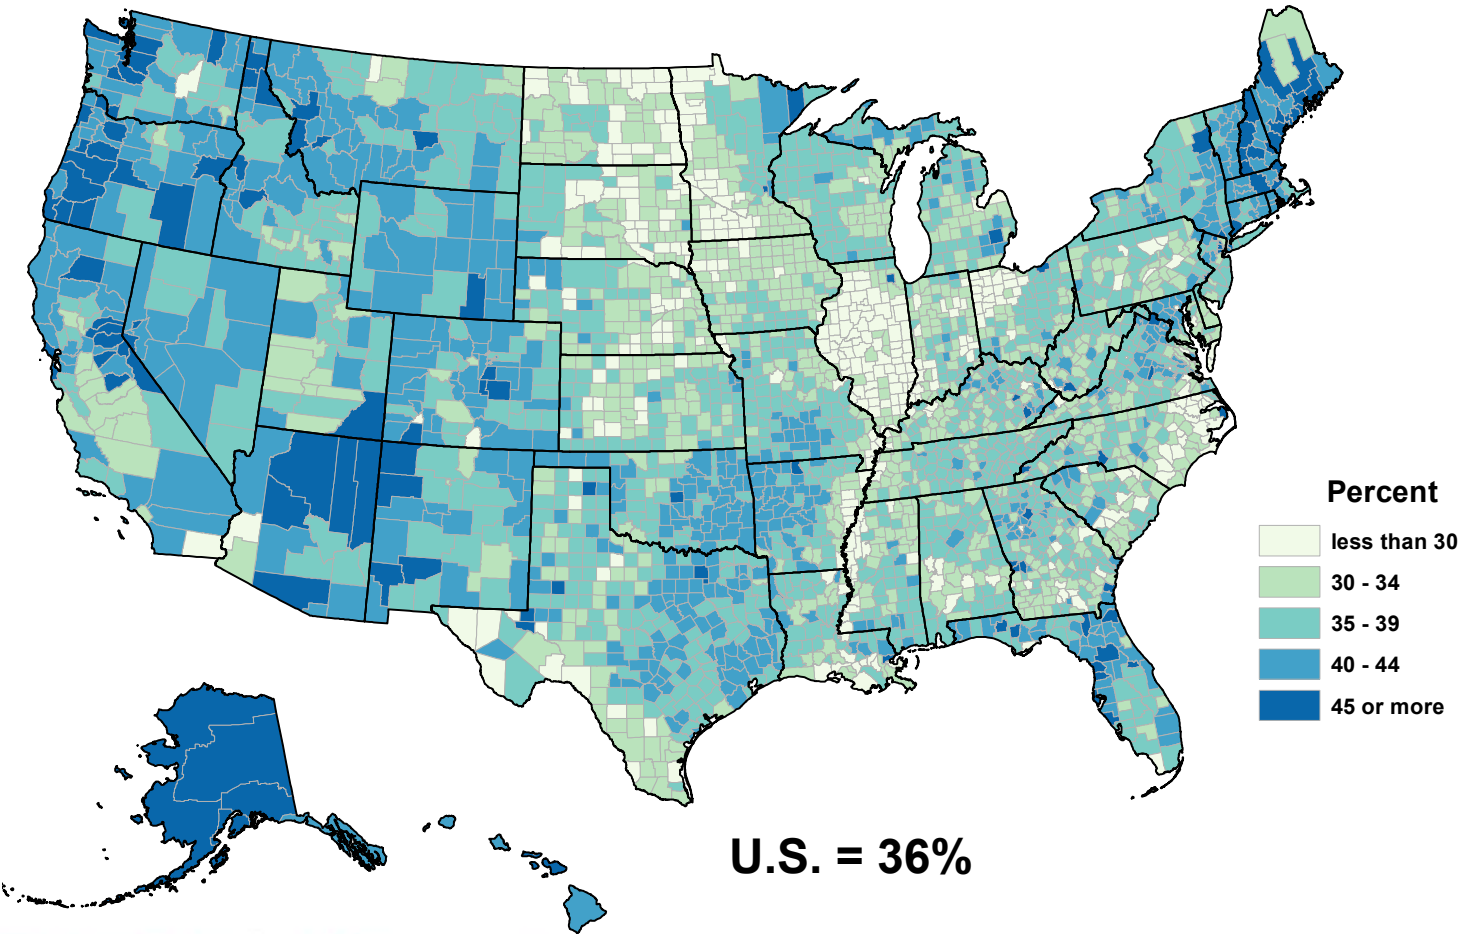 Percent
less than 30
30 - 34
35 - 39
40 - 44
45 or more
U.S. = 36%